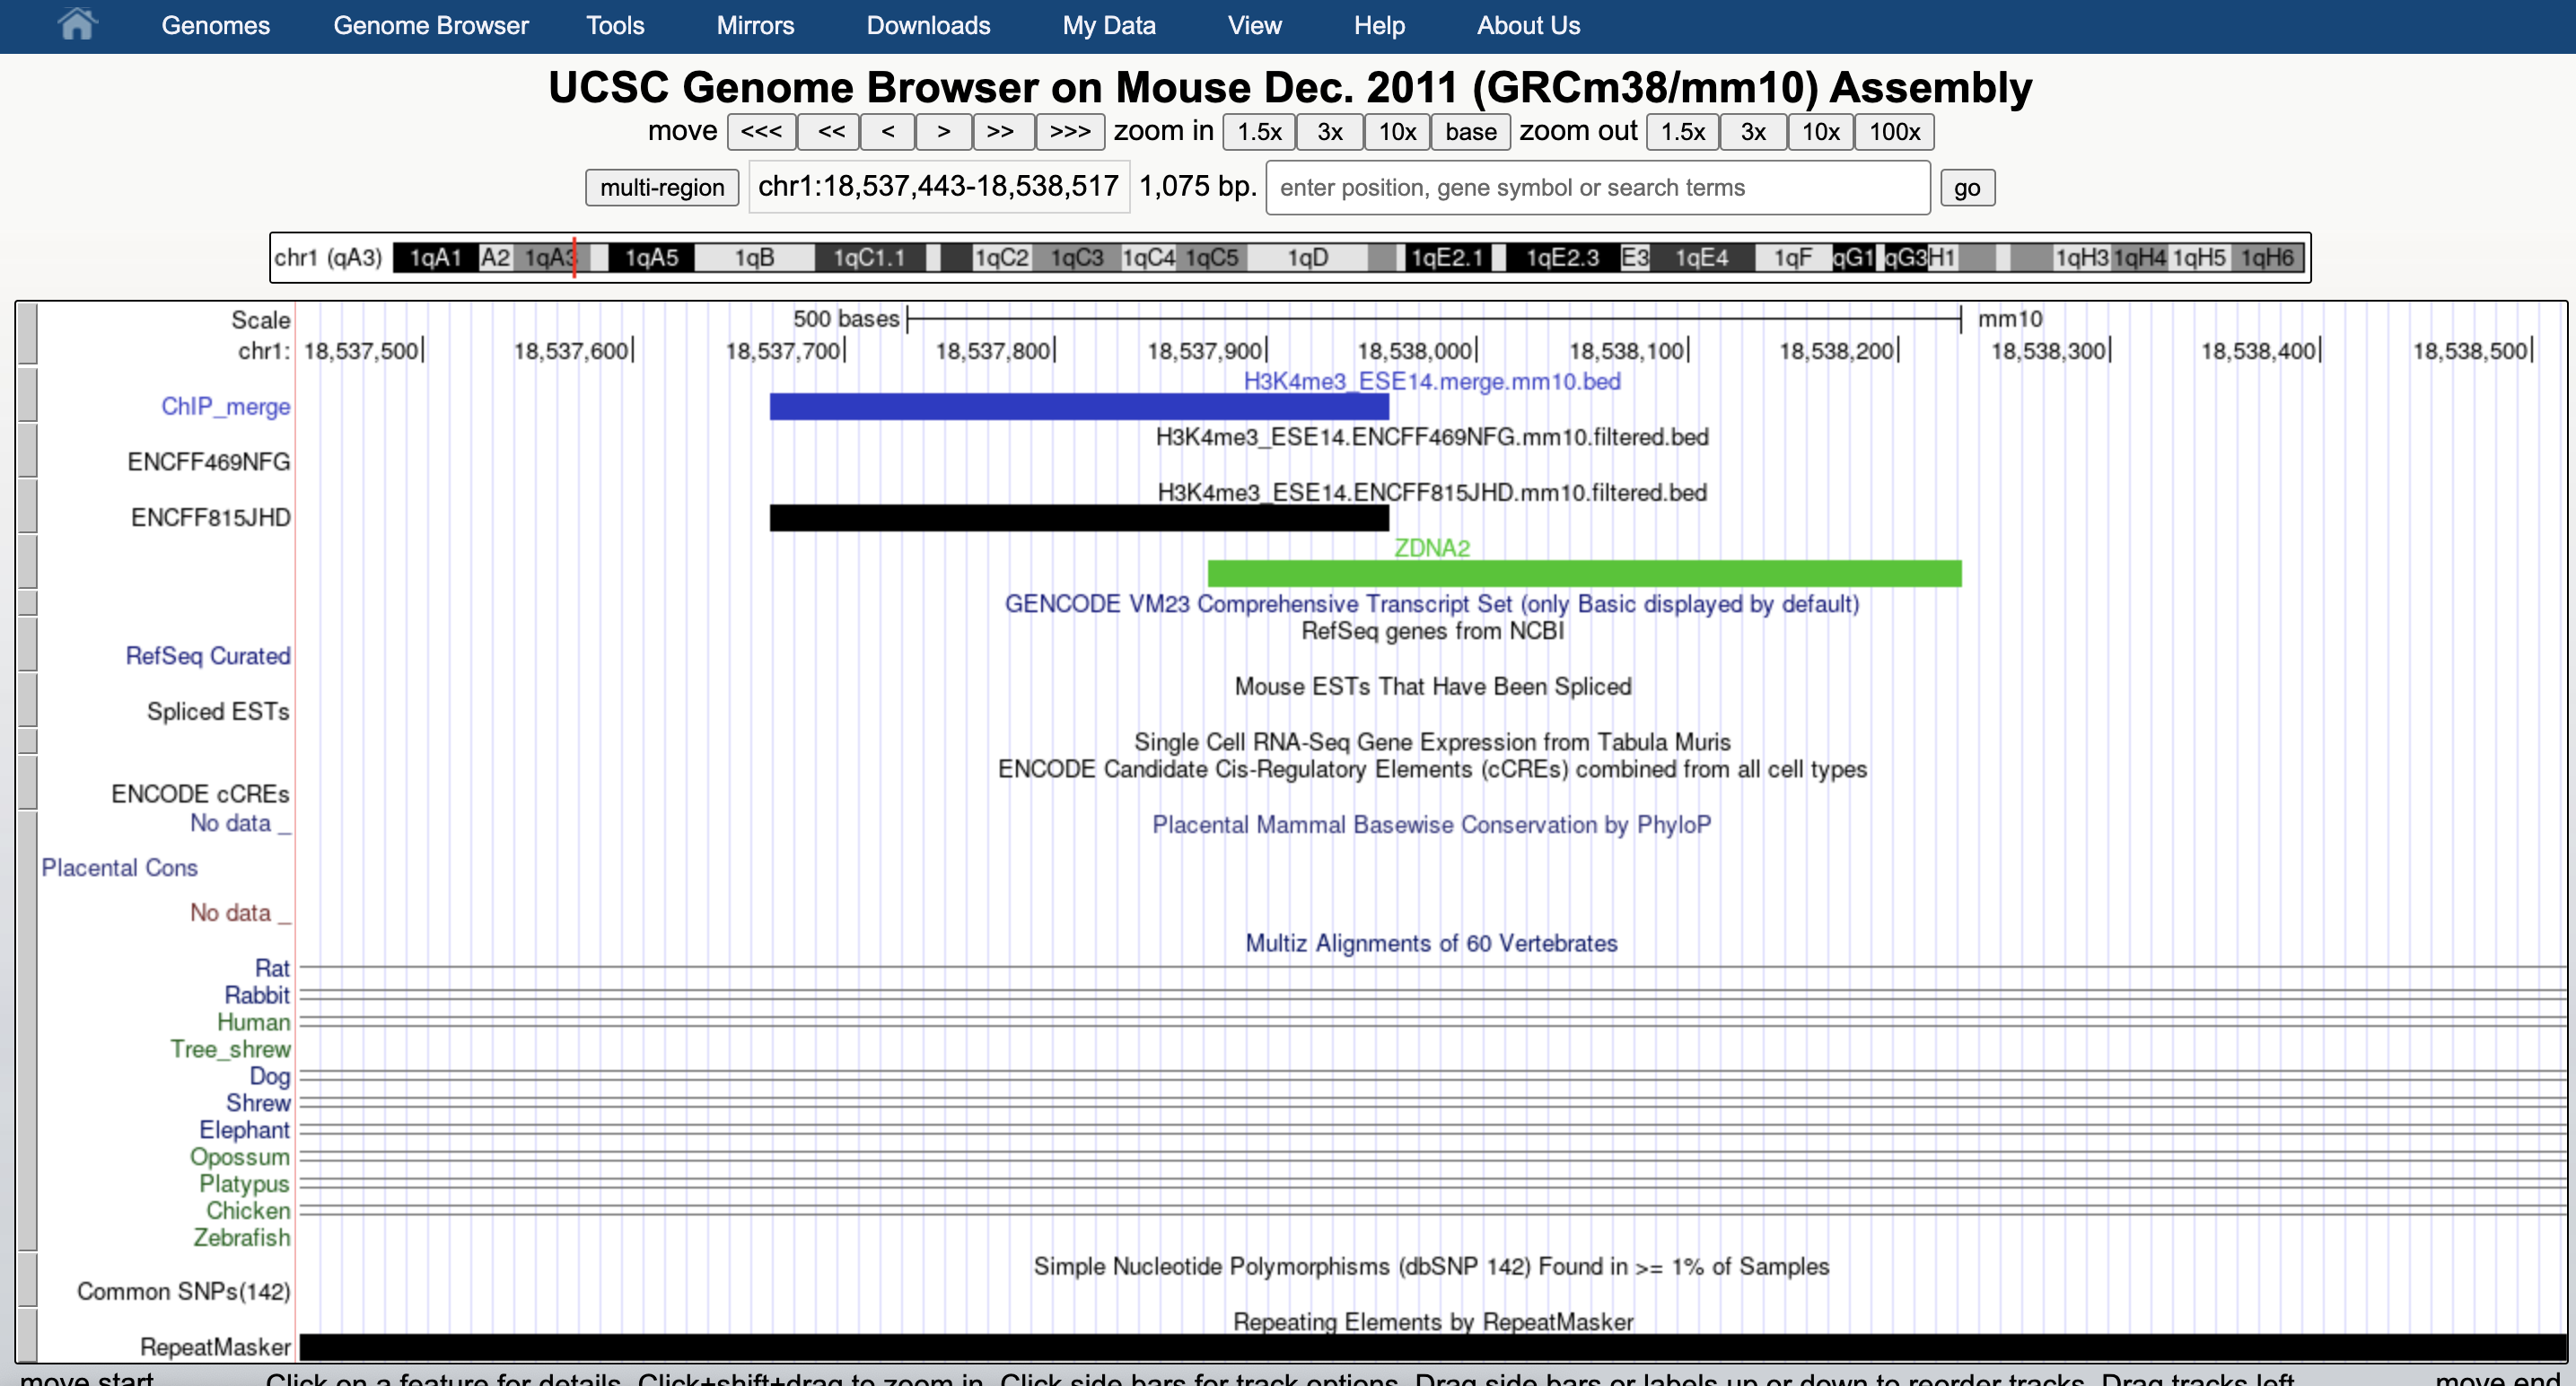 Genomes Genome Browser Tools Mirrors Downloads My Data View Help About Us
UCSC Genome Browser on Mouse Dec. 2011 (GRCm38/mm10) Assembly
move <<< << < > >> >>> zoom in 1.5x 3x 10x base zoom out 1.5x 3x 10x 100x
multi-region chr1:18,537,443-18,538,517 1,075 bp. enter position, gene symbol or search terms go
chr1 (qA3) 1qA1 A2 1qA3 1qA5 1qB 1qC1.1 1qC2 1qC3 1qC4 1qC5 1qD 1qE2.1 1qE2.3 E3 1qE4 1qF qG1 qG3 H1 1qH3 1qH4 1qH5 1qH6
Scale 500 bases mm10
chr1: 18,537,500 18,537,600 18,537,700 18,537,800 18,537,900 18,538,000 18,538,100 18,538,200 18,538,300 18,538,400 18,538,500
H3K4me3_ESE14.merge.mm10.bed
ChIP_merge
H3K4me3_ESE14.ENCFF469NFG.mm10.filtered.bed
ENCFF469NFG
H3K4me3_ESE14.ENCFF815JHD.mm10.filtered.bed
ENCFF815JHD
ZDNA2
GENCODE VM23 Comprehensive Transcript Set (only Basic displayed by default)
RefSeq genes from NCBI
RefSeq Curated
Mouse ESTs That Have Been Spliced
Spliced ESTs
Single Cell RNA-Seq Gene Expression from Tabula Muris
ENCODE Candidate Cis-Regulatory Elements (cCREs) combined from all cell types
ENCODE cCREs
No data _ Placental Mammal Basewise Conservation by PhyloP
Placental Cons
No data _
Multiz Alignments of 60 Vertebrates
Rat
Rabbit
Human
Tree_shrew
Dog
Shrew
Elephant
Opossum
Platypus
Chicken
Zebrafish
Simple Nucleotide Polymorphisms (dbSNP 142) Found in >= 1% of Samples
Common SNPs(142)
Repeating Elements by RepeatMasker
RepeatMasker
move start Click on a feature for details. Click+shift+drag to zoom in. Click side bars for track options. Drag side bars or labels up or down to reorder tracks. Drag tracks left move end